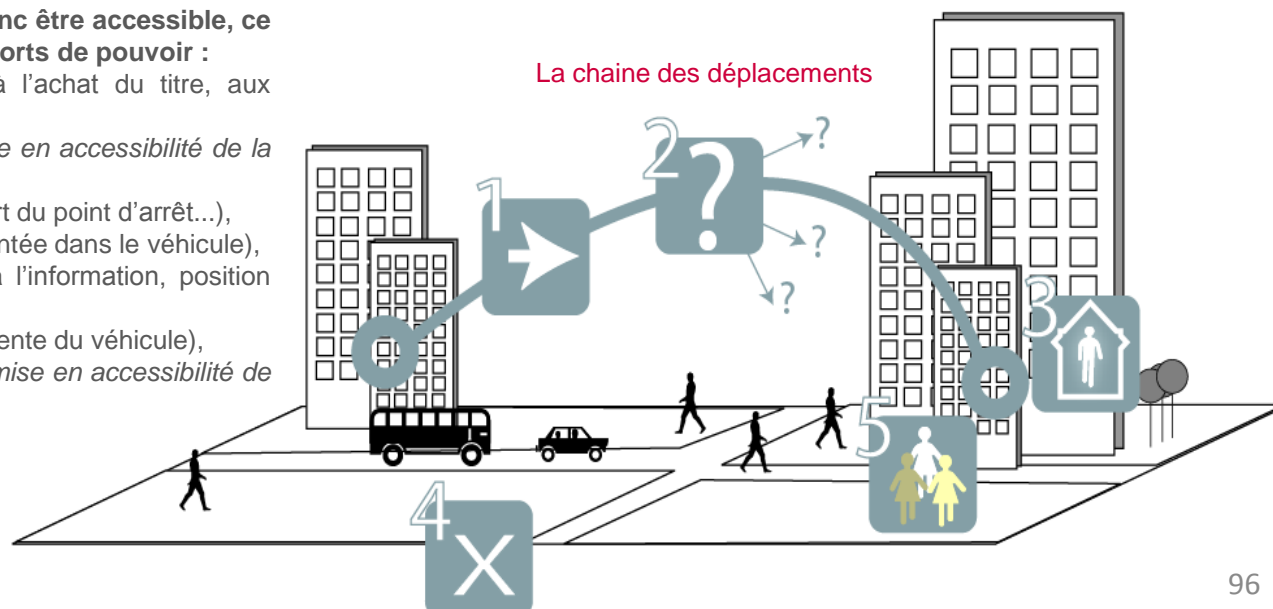 nc être accessible, ce
orts de pouvoir :
à l’achat du titre, aux
e en accessibilité de la
rt du point d’arrêt...),
ntée dans le véhicule),
à l’information, position
ente du véhicule),
mise en accessibilité de
La chaine des déplacements
1
2
?
?
?
?
3
4
X
5
96